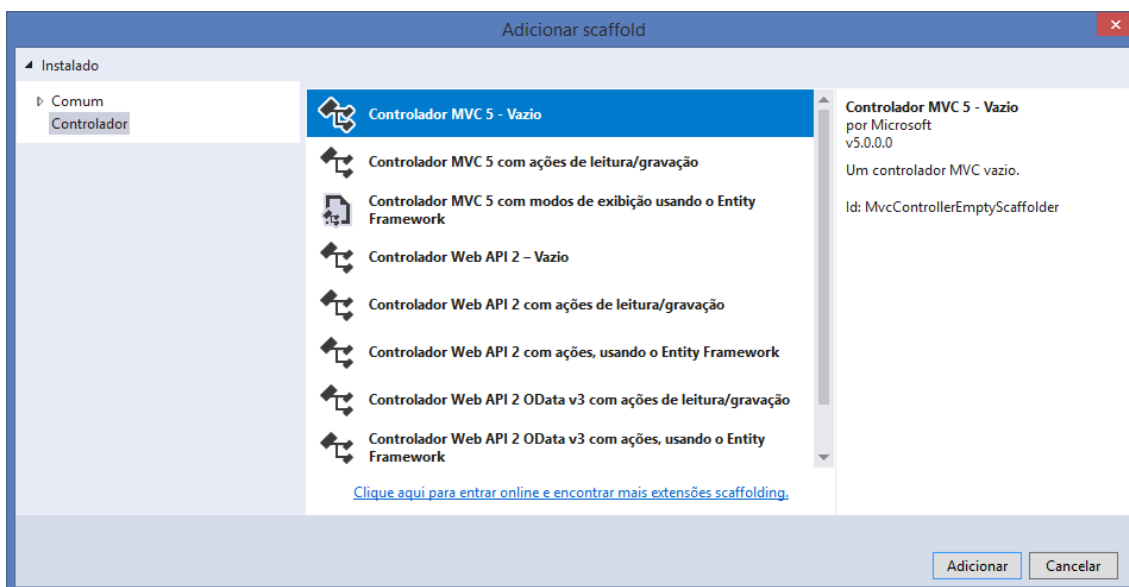 Adicionar scaffold
Instalado
Comum
Controlador
Controlador MVC 5 - Vazio
Controlador MVC 5 com ações de leitura/gravação
Controlador MVC 5 com modos de exibição usando o Entity
Framework
Controlador Web API 2 – Vazio
Controlador Web API 2 com ações de leitura/gravação
Controlador Web API 2 com ações, usando o Entity Framework
Controlador Web API 2 OData v3 com ações de leitura/gravação
Controlador Web API 2 OData v3 com ações, usando o Entity
Framework
Clique aqui para entrar online e encontrar mais extensões scaffolding.
Controlador MVC 5 - Vazio
por Microsoft
v5.0.0.0
Um controlador MVC vazio.
Id: MvcControllerEmptyScaffolder
Adicionar
Cancelar